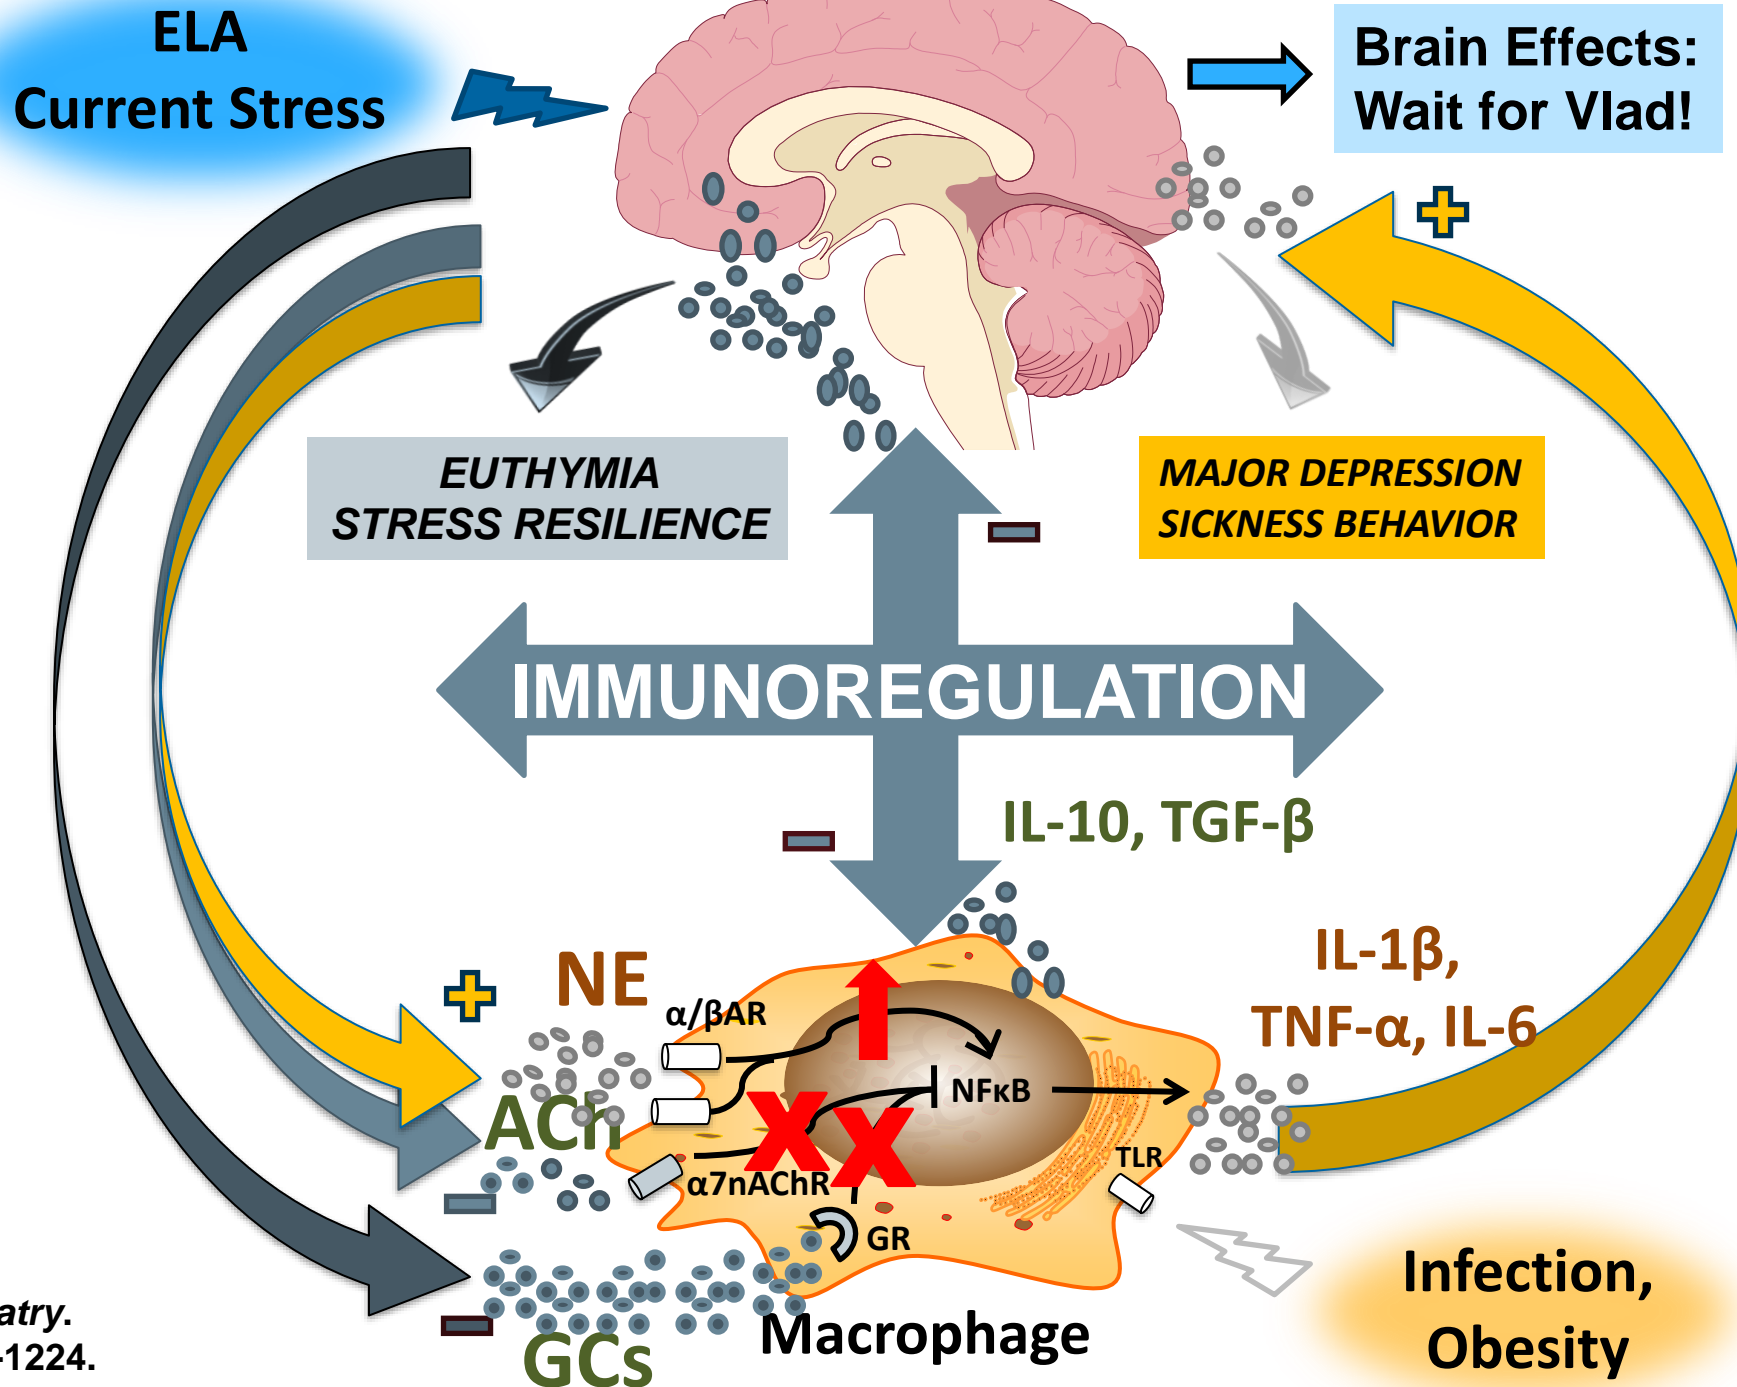 ELA
Current Stress
Brain Effects:
Wait for Vlad!
EUTHYMIA
STRESS RESILIENCE
MAJOR DEPRESSION
SICKNESS BEHAVIOR
IMMUNOREGULATION
IL-10, TGF-β
NE
α/βAR
IL-1β,
TNF-α, IL-6
NFκB
ACh
α7nAChR
TLR
GR
GCs
Macrophage
Infection,
Obesity
atry.
-1224.